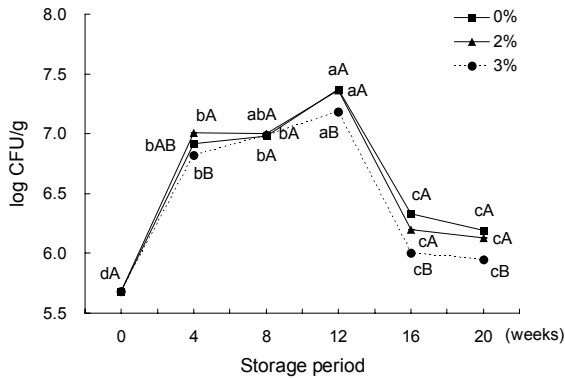 8.0
0%
2%
3%
7.5
aA
aA
bA
abA
7.0
bA
aB
bAB
bA
bB
log CFU/g
6.5
cA
cA
cA
cA
6.0
cB
cB
dA
5.5
0 4 8 12 16 20 (weeks)
Storage period